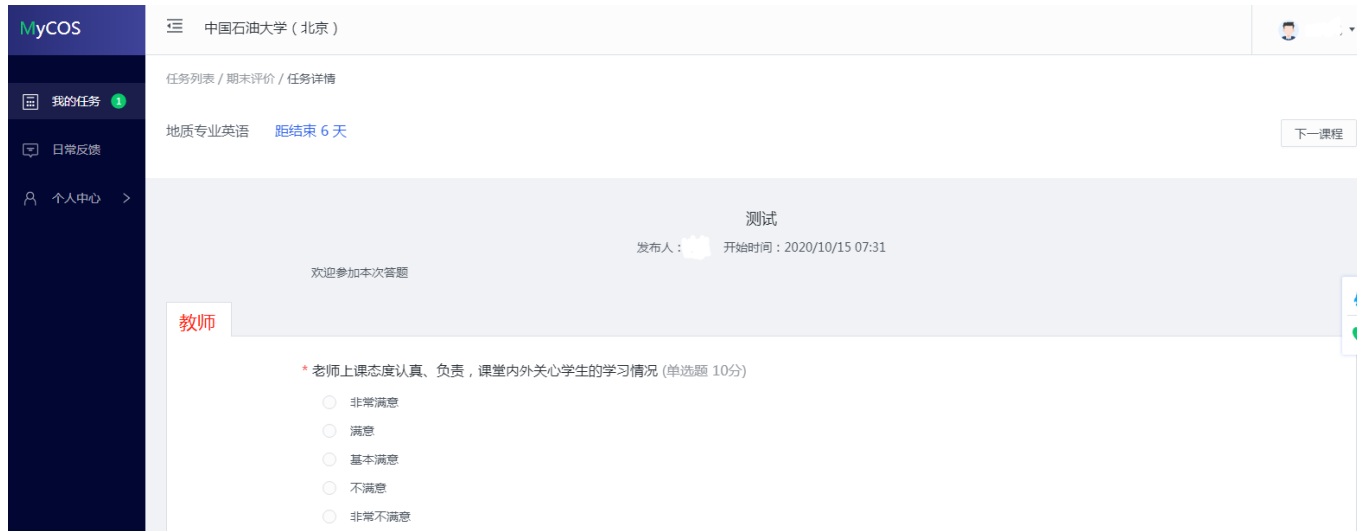 MyCOS
中国石油大学（北京）
任务列表 / 期末评价 / 任务详情
我的任务 1
日常反馈
个人中心 >
地质专业英语 距结束 6 天
下一课程
测试
发布人： 开始时间：2020/10/15 07:31
欢迎参加本次答题
教师
* 老师上课态度认真、负责，课堂内外关心学生的学习情况 (单选题 10分)
非常满意
满意
基本满意
不满意
非常不满意